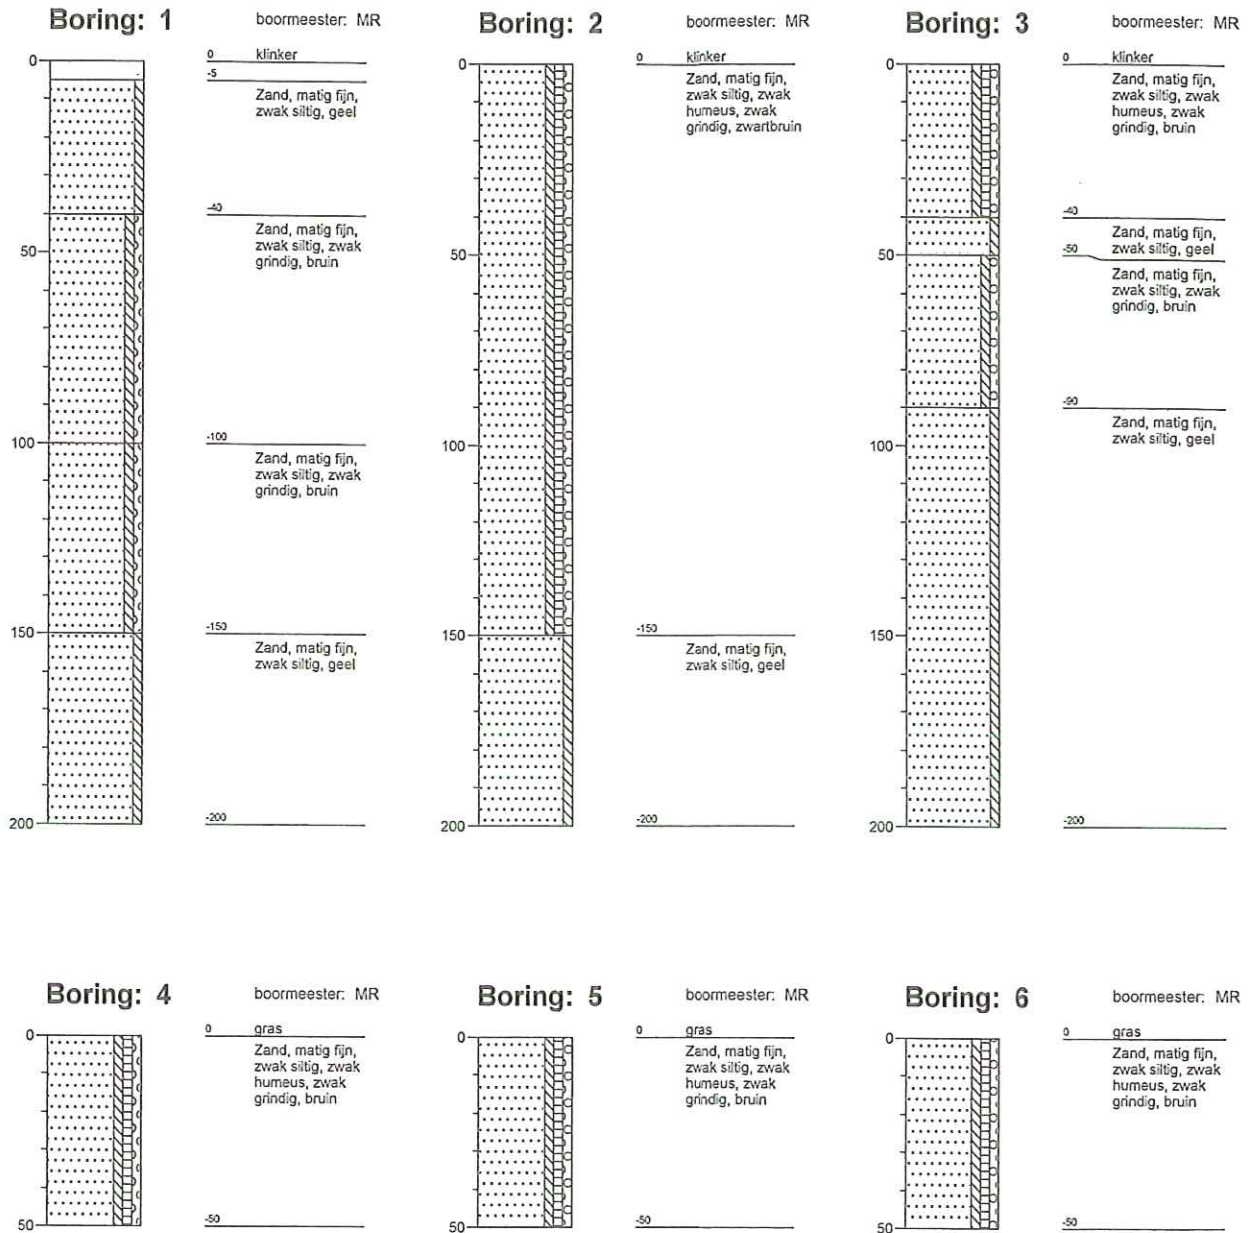 Boring: 1
boormeester: MR
0
0
klinker
-5
Zand, matig fijn,
zwak siltig, geel
-40
Zand, matig fijn,
zwak siltig, zwak
grindig, bruin
50
-100
100
Zand, matig fijn,
zwak siltig, zwak
grindig, bruin
-150
150
Zand, matig fijn,
zwak siltig, geel
-200
200
Boring: 2
boormeester: MR
0
0
klinker
Zand, matig fijn,
zwak siltig, zwak
humeus, zwak
grindig, zwartbruin
50
100
-150
150
Zand, matig fijn,
zwak siltig, geel
-200
200
Boring: 3
boormeester: MR
0
0
klinker
Zand, matig fijn,
zwak siltig, zwak
humeus, zwak
grindig, bruin
-40
Zand, matig fijn,
zwak siltig, geel
-50
50
Zand, matig fijn,
zwak siltig, zwak
grindig, bruin
-90
Zand, matig fijn,
zwak siltig, geel
100
150
-200
200
Boring: 4
boormeester: MR
0
0
gras
Zand, matig fijn,
zwak siltig, zwak
humeus, zwak
grindig, bruin
-50
50
Boring: 5
boormeester: MR
0
0
gras
Zand, matig fijn,
zwak siltig, zwak
humeus, zwak
grindig, bruin
-50
50
Boring: 6
boormeester: MR
0
0
gras
Zand, matig fijn,
zwak siltig, zwak
humeus, zwak
grindig, bruin
-50
50